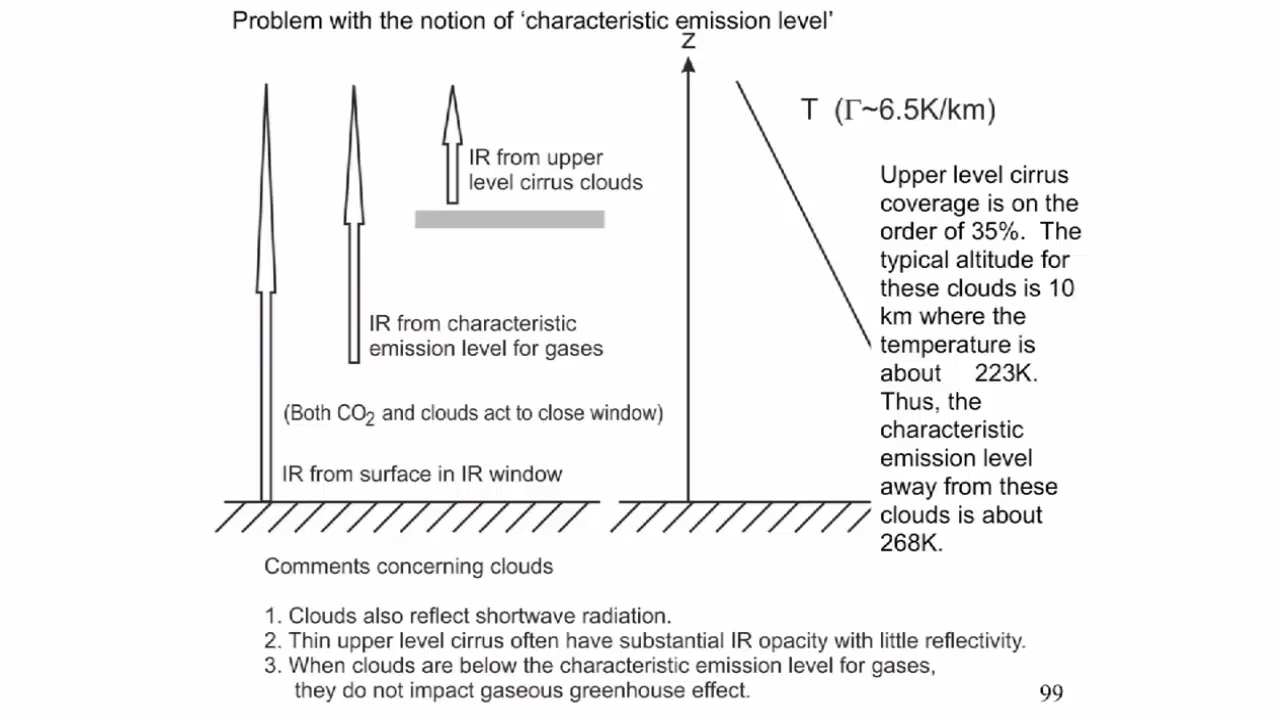 Problem with the notion of ‘characteristic emission level’
Z
T (Γ~6.5K/km)
IR from upper
level cirrus clouds
Upper level cirrus
coverage is on the
order of 35%. The
typical altitude for
these clouds is 10
km where the
temperature is
about 223K.
Thus, the
characteristic
emission level
away from these
clouds is about
268K.
IR from characteristic
emission level for gases
(Both CO2 and clouds act to close window)
IR from surface in IR window
Comments concerning clouds
1. Clouds also reflect shortwave radiation.
2. Thin upper level cirrus often have substantial IR opacity with little reflectivity.
3. When clouds are below the characteristic emission level for gases,
they do not impact gaseous greenhouse effect.
99